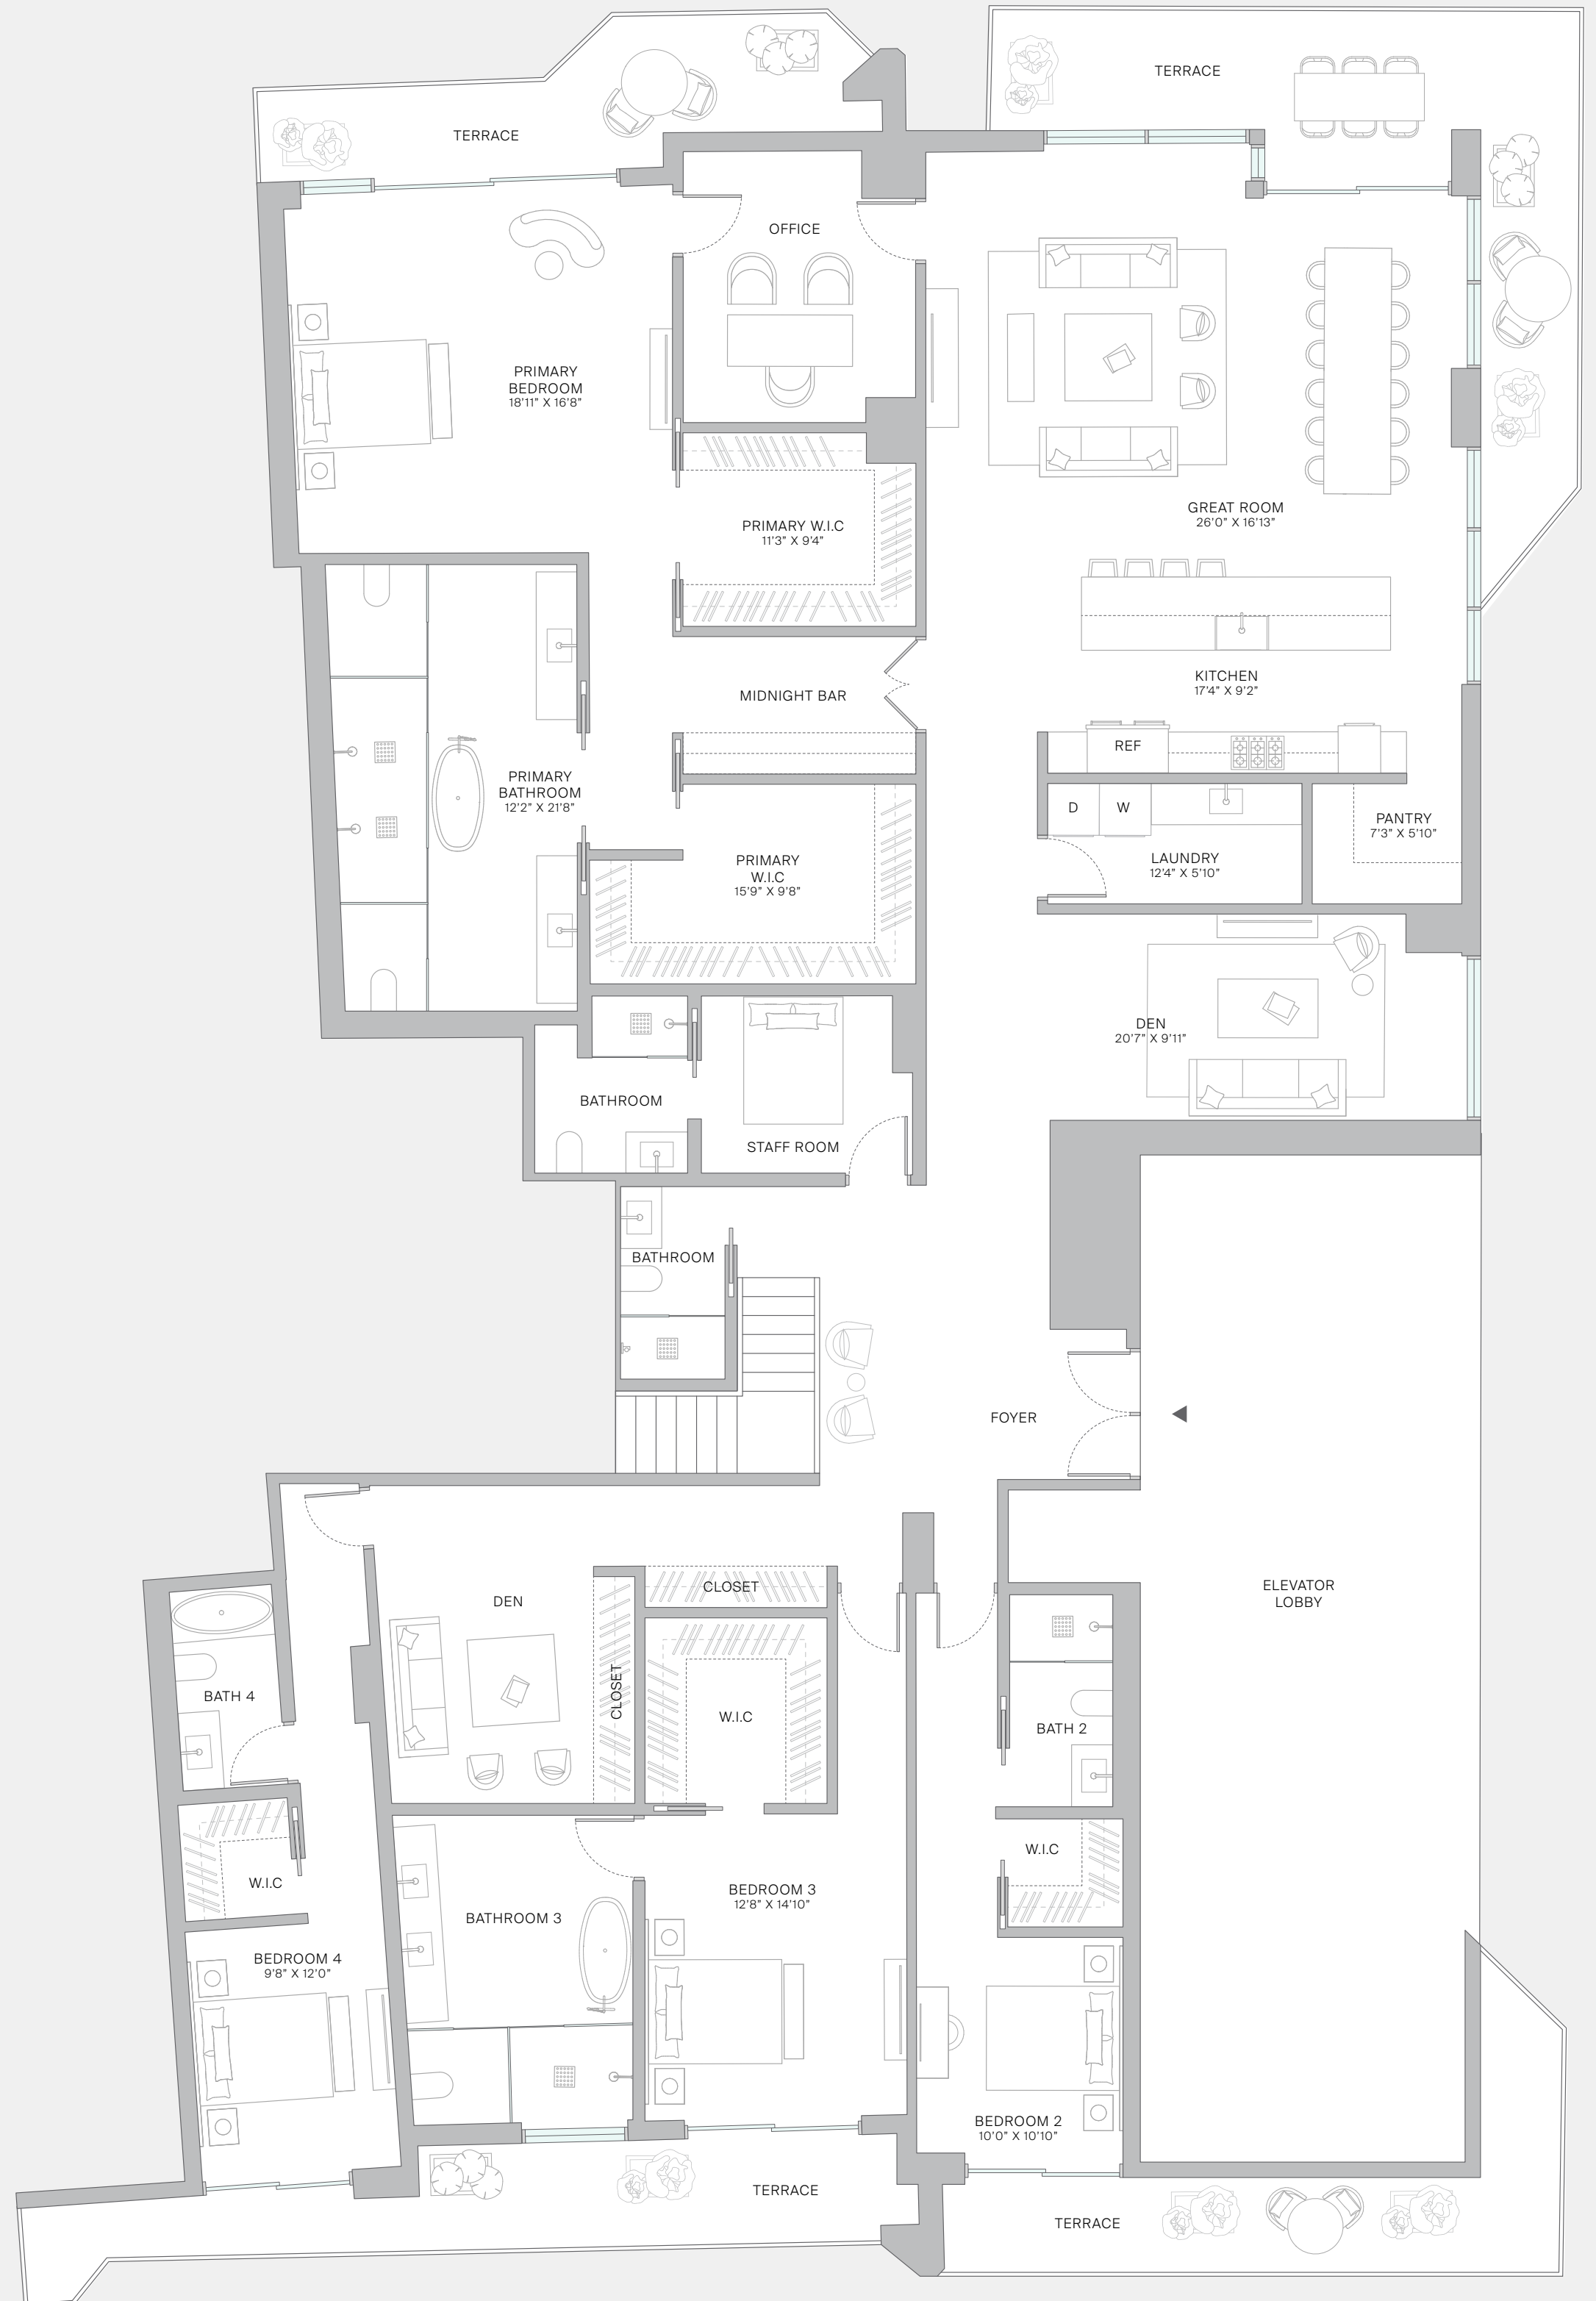 TERRACE
TERRACE
OFFICE
PRIMARY
BEDROOM
18'11" X 16'8"
PRIMARY W.I.C
11'3" X 9'4"
GREAT ROOM
26'0" X 16'13"
MIDNIGHT BAR
KITCHEN
17'4" X 9'2"
REF
PRIMARY
BATHROOM
12'2" X 21'8"
D
W
PANTRY
7'3" X 5'10"
LAUNDRY
12'4" X 5'10"
PRIMARY
W.I.C
15'9" X 9'8"
DEN
20'7" X 9'11"
BATHROOM
STAFF ROOM
BATHROOM
FOYER
ELEVATOR
LOBBY
CLOSET
DEN
CLOSET
W.I.C
BATH 4
BATH 2
W.I.C
W.I.C
BEDROOM 3
12'8" X 14'10"
BATHROOM 3
BEDROOM 4
9'8" X 12'0"
BEDROOM 2
10'0" X 10'10"
TERRACE
TERRACE